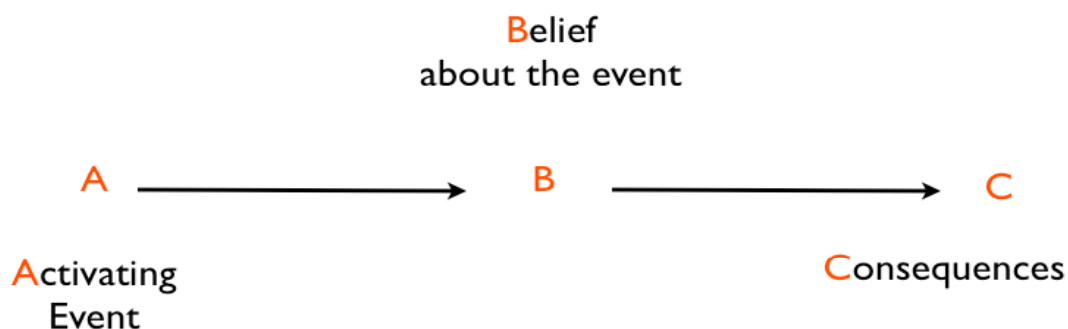 Belief
about the event
A
B
C
Activating
Event
Consequences